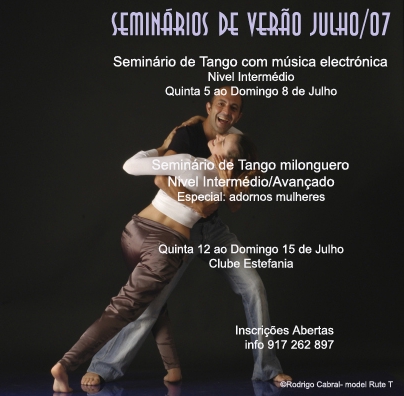 SEMINÁRIOS DE VERÃO JULHO/07
Seminário de Tango com música electrónica
Nivel Intermédio
Quinta 5 ao Domingo 8 de Julho
Seminário de Tango milonguero
Nivel Intermédio/Avançado
Especial: adornos mulheres
Quinta 12 ao Domingo 15 de Julho
Clube Estefania
Inscrições Abertas
info 917 262 897
©Rodrigo Cabral- model Rute T